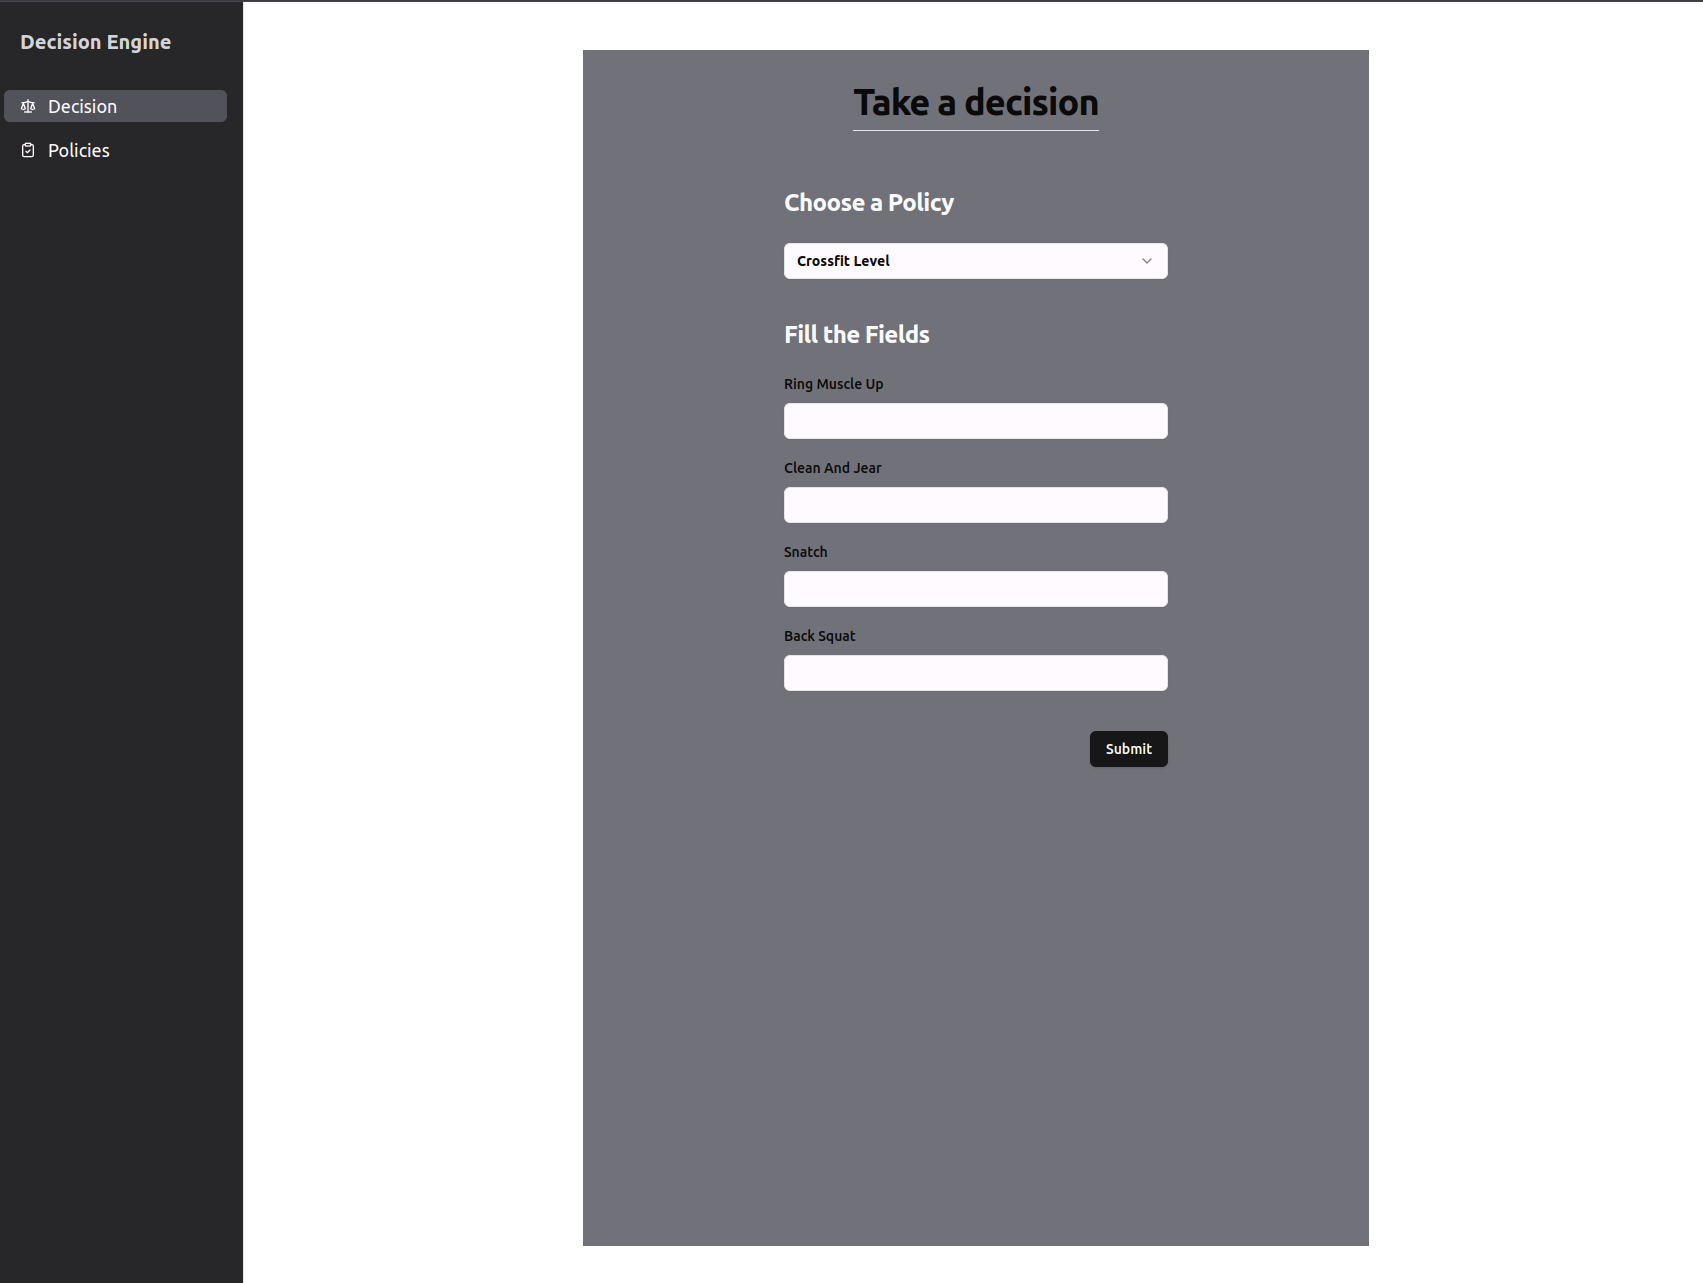 Decision Engine
Decision
Policies
Take a decision
Choose a Policy
Crossfit Level
Fill the Fields
Ring Muscle Up
Clean And Jear
Snatch
Back Squat
Submit